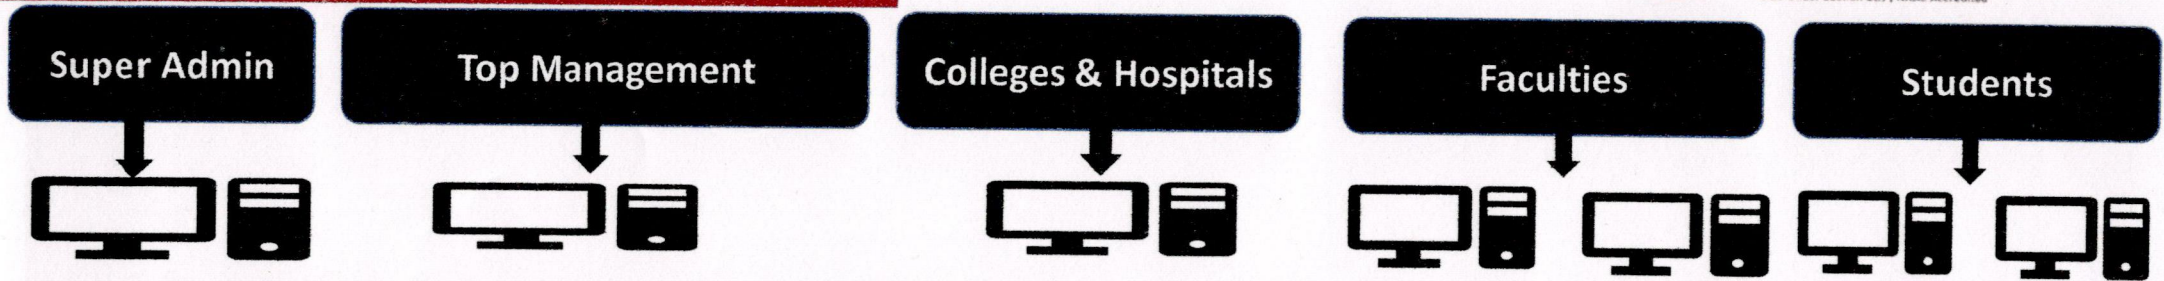 Super Admin
Top Management
Colleges & Hospitals
Faculties
Students